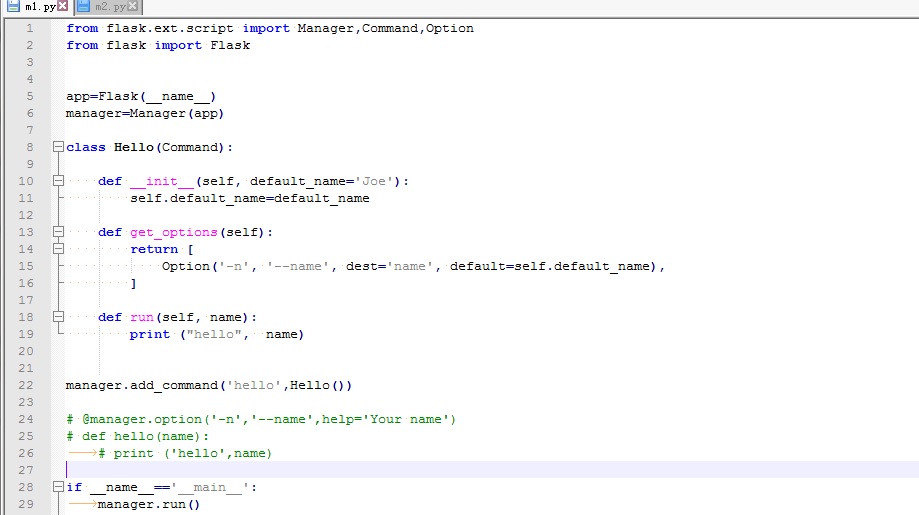 m1.py m2.py
1 from flask.ext.script import Manager,Command,Option
2 from flask import Flask
3
4
5 app=Flask(__name__)
6 manager=Manager(app)
7
8 class Hello(Command):
9
10 def __init__(self, default_name='Joe'):
11 self.default_name=default_name
12
13 def get_options(self):
14 return [
15 Option('-n', '--name', dest='name', default=self.default_name),
16 ]
17
18 def run(self, name):
19 print ("hello",  name)
20
21
22 manager.add_command('hello',Hello())
23
24 # @manager.option('-n','--name',help='Your name')
25 # def hello(name):
26 # print ('hello',name)
27
28 if __name__=='__main__':
29 manager.run()